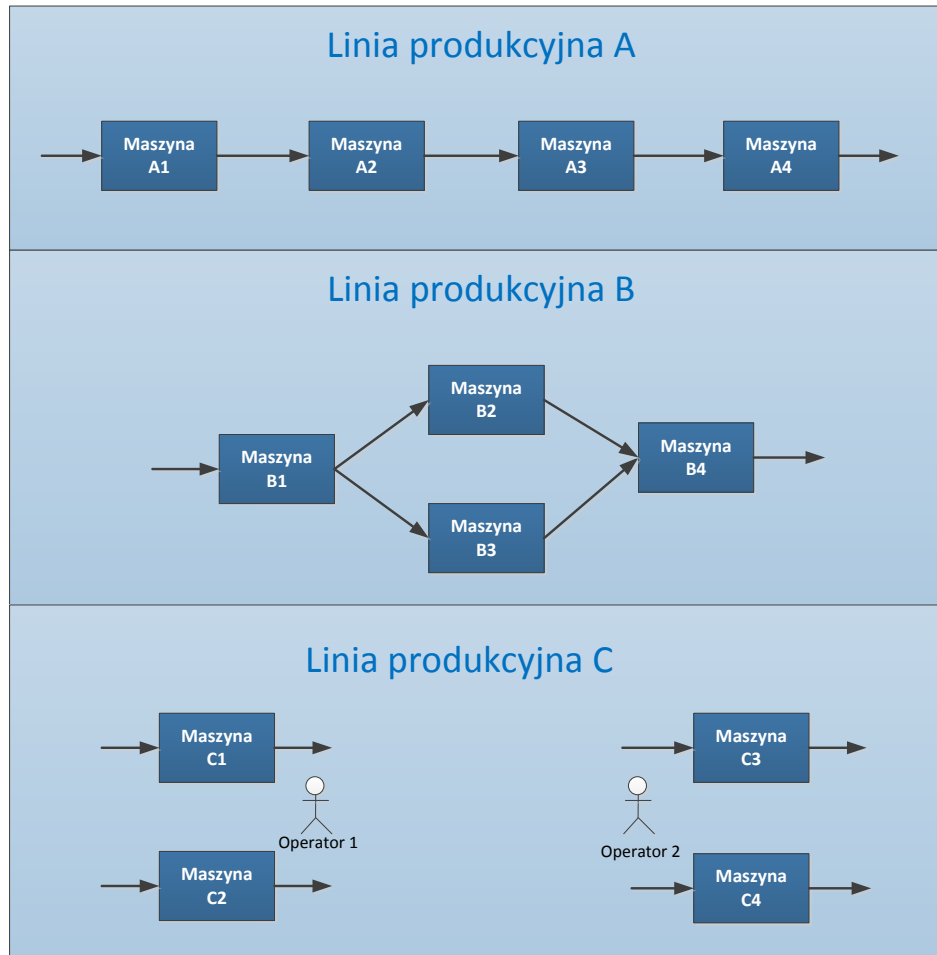 Linia produkcyjna A
Maszyna
A1
Maszyna
A2
Maszyna
A3
Maszyna
A4
Linia produkcyjna B
Maszyna
B1
Maszyna
B2
Maszyna
B3
Maszyna
B4
Linia produkcyjna C
Maszyna
C1
Maszyna
C3
Operator 1
Operator 2
Maszyna
C2
Maszyna
C4